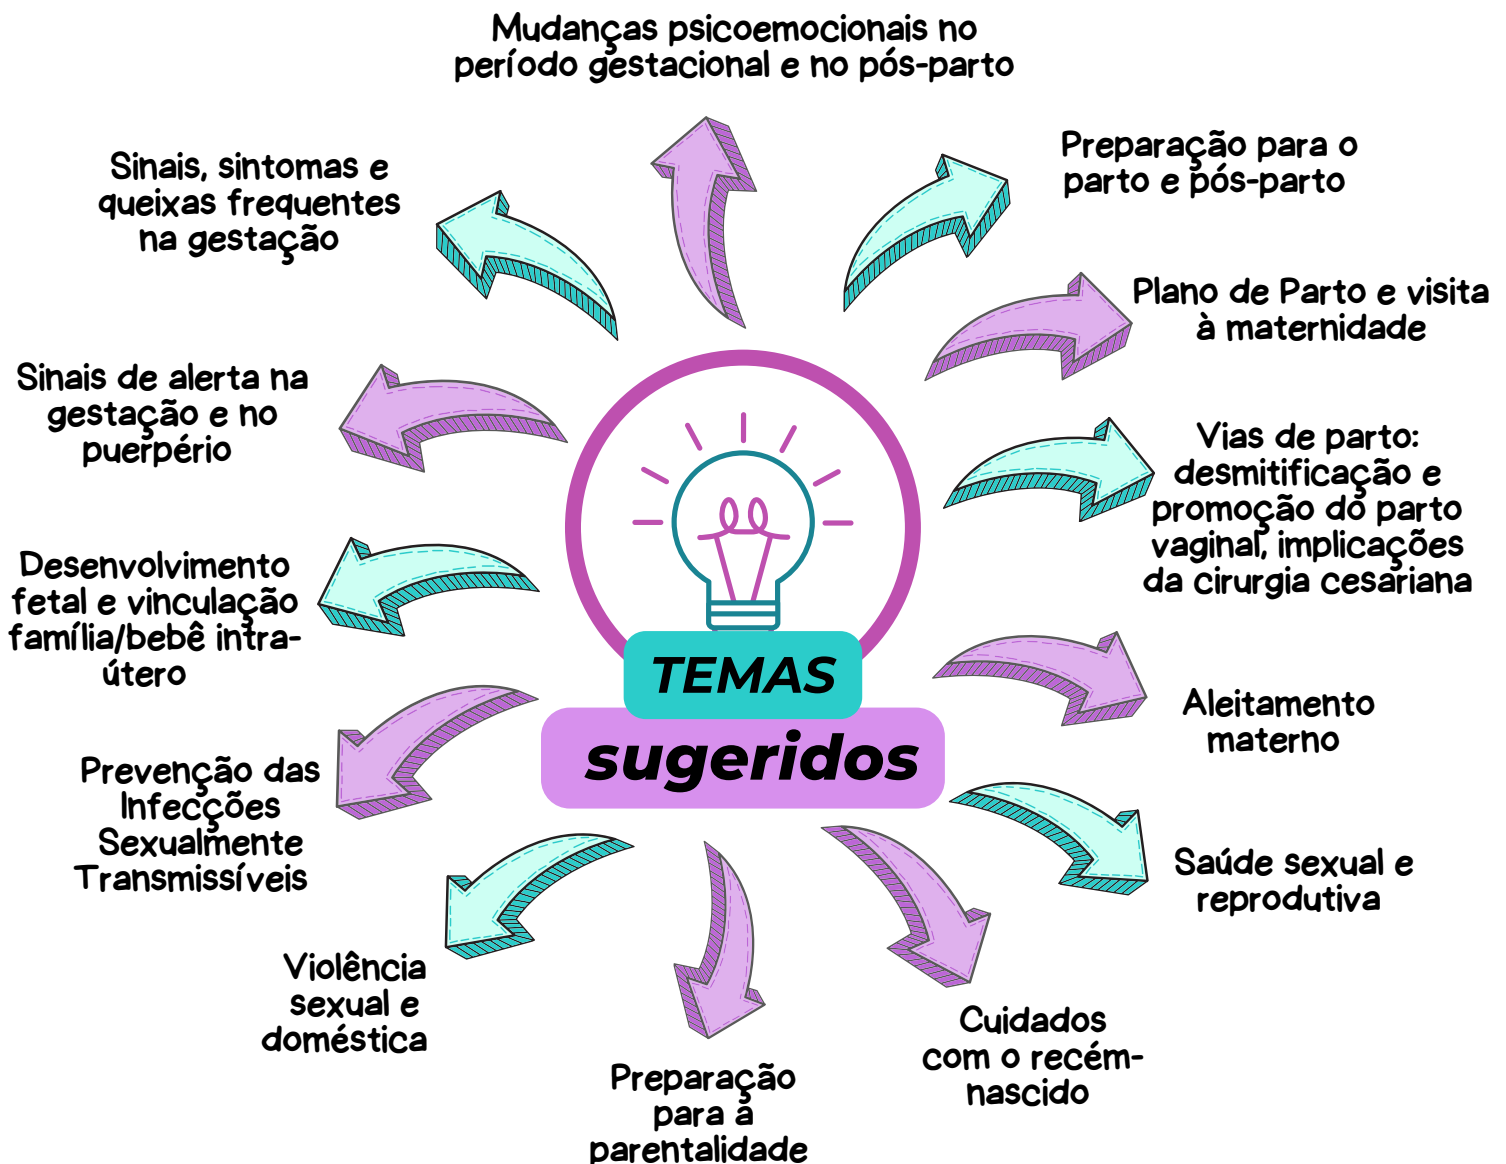 Mudanças psicoemocionais no
período gestacional e no pós-parto
Preparação para o
parto e pós-parto
Plano de Parto e visita
à maternidade
Vias de parto:
desmitificação e
promoção do parto
vaginal, implicações
da cirurgia cesariana
Aleitamento
materno
Saúde sexual e
reprodutiva
Cuidados
com o recém-
nascido
Preparação
para a
parentalidade
Violência
sexual e
doméstica
Prevenção das
Infecções
Sexualmente
Transmissíveis
Desenvolvimento
fetal e vinculação
família/bebê intra-
útero
Sinais de alerta na
gestação e no
puerpério
Sinais, sintomas e
queixas frequentes
na gestação
TEMAS
sugeridos